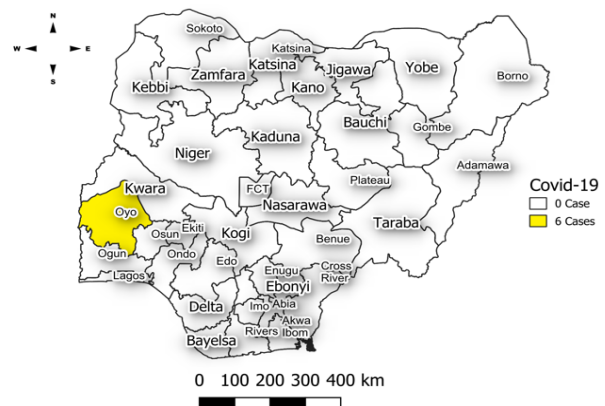 N
W E
S
Sokoto
Katsina
Katsina
Jigawa
Yobe
Borno
Zamfara
Kebbi
Kano
Bauchi
Gombe
Kaduna
Niger
Adamawa
Plateau
Kwara
FCT
Nasarawa
Taraba
Oyo
Osun
Ekiti
Kogi
Benue
Ogun
Ondo
Edo
Lagos
Enugu
Cross
River
Ebonyi
Delta
Imo
Abia
Akwa
Ibom
Rivers
Bayelsa
Covid-19
0 Case
6 Cases
0 100 200 300 400 km